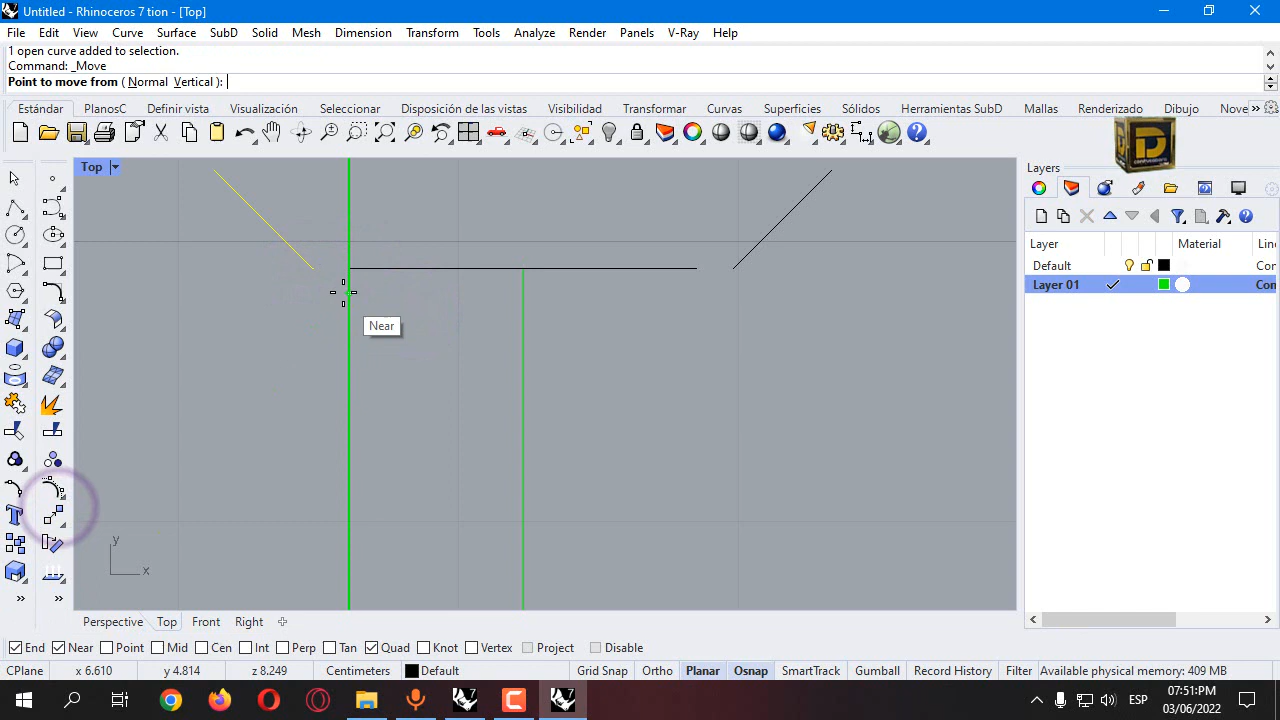 Untitled - Rhinoceros 7 tion - [Top]
File Edit View Curve Surface SubD Solid Mesh Dimension Transform Tools Analyze Render Panels V-Ray Help
1 open curve added to selection.
Command: _Move
Point to move from ( Normal Vertical ):
Estándar PlanosC Definir vista Visualización Seleccionar Disposición de las vistas Visibilidad Transformar Curvas Superficies Sólidos Herramientas SubD Mallas Renderizado Dibujo Nove
Top
Layers
Layer Material Line
Default Con
Layer 01 Con
Near
y
x
Perspective Top Front Right
End Near Point Mid Cen Int Perp Tan Quad Knot Vertex Project Disable
CPlane x 6.610 y 4.814 z 8.249 Centimeters Default Grid Snap Ortho Planar Osnap SmartTrack Gumball Record History Filter Available physical memory: 409 MB
ESP 07:51:PM
03/06/2022